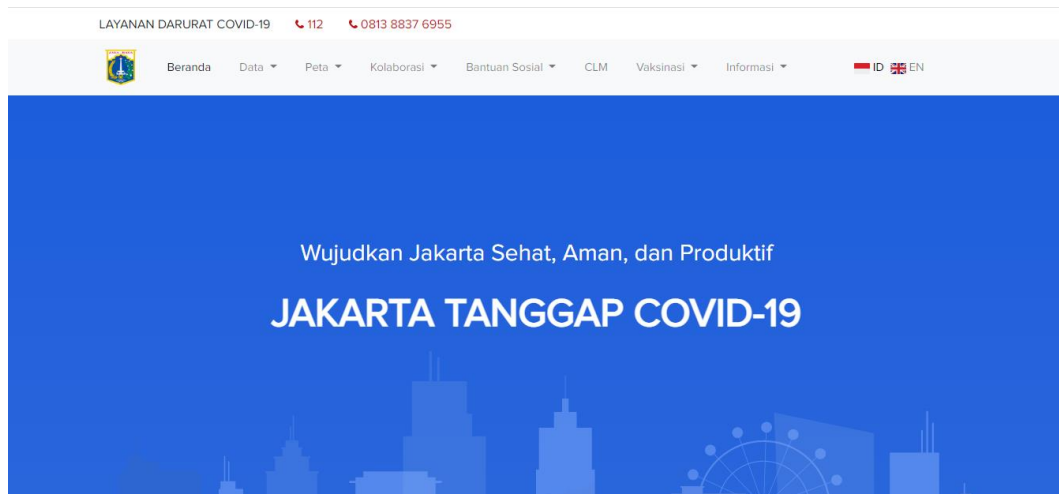 LAYANAN DARURAT COVID-19 112 0813 8837 6955
Beranda Data Peta Kolaborasi Bantuan Sosial CLM Vaksinasi Informasi ID EN
Wujudkan Jakarta Sehat, Aman, dan Produktif
JAKARTA TANGGAP COVID-19